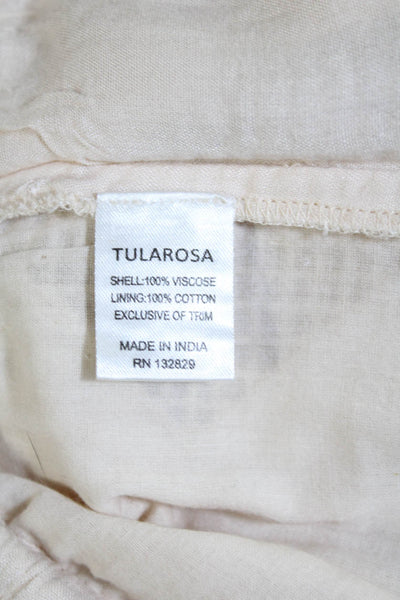 TULAROSA
SHELL:100% VISCOSE
LINING:100% COTTON
EXCLUSIVE OF TRIM
MADE IN INDIA
RN 132829